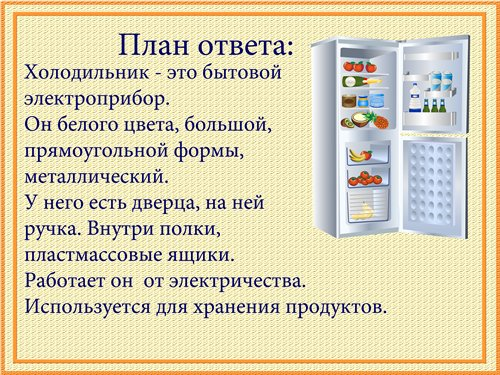 План ответа:
Холодильник - это бытовой
электроприбор.
Он белого цвета, большой,
прямоугольной формы,
металлический.
У него есть дверца, на ней
ручка. Внутри полки,
пластмассовые ящики.
Работает он от электричества.
Используется для хранения продуктов.